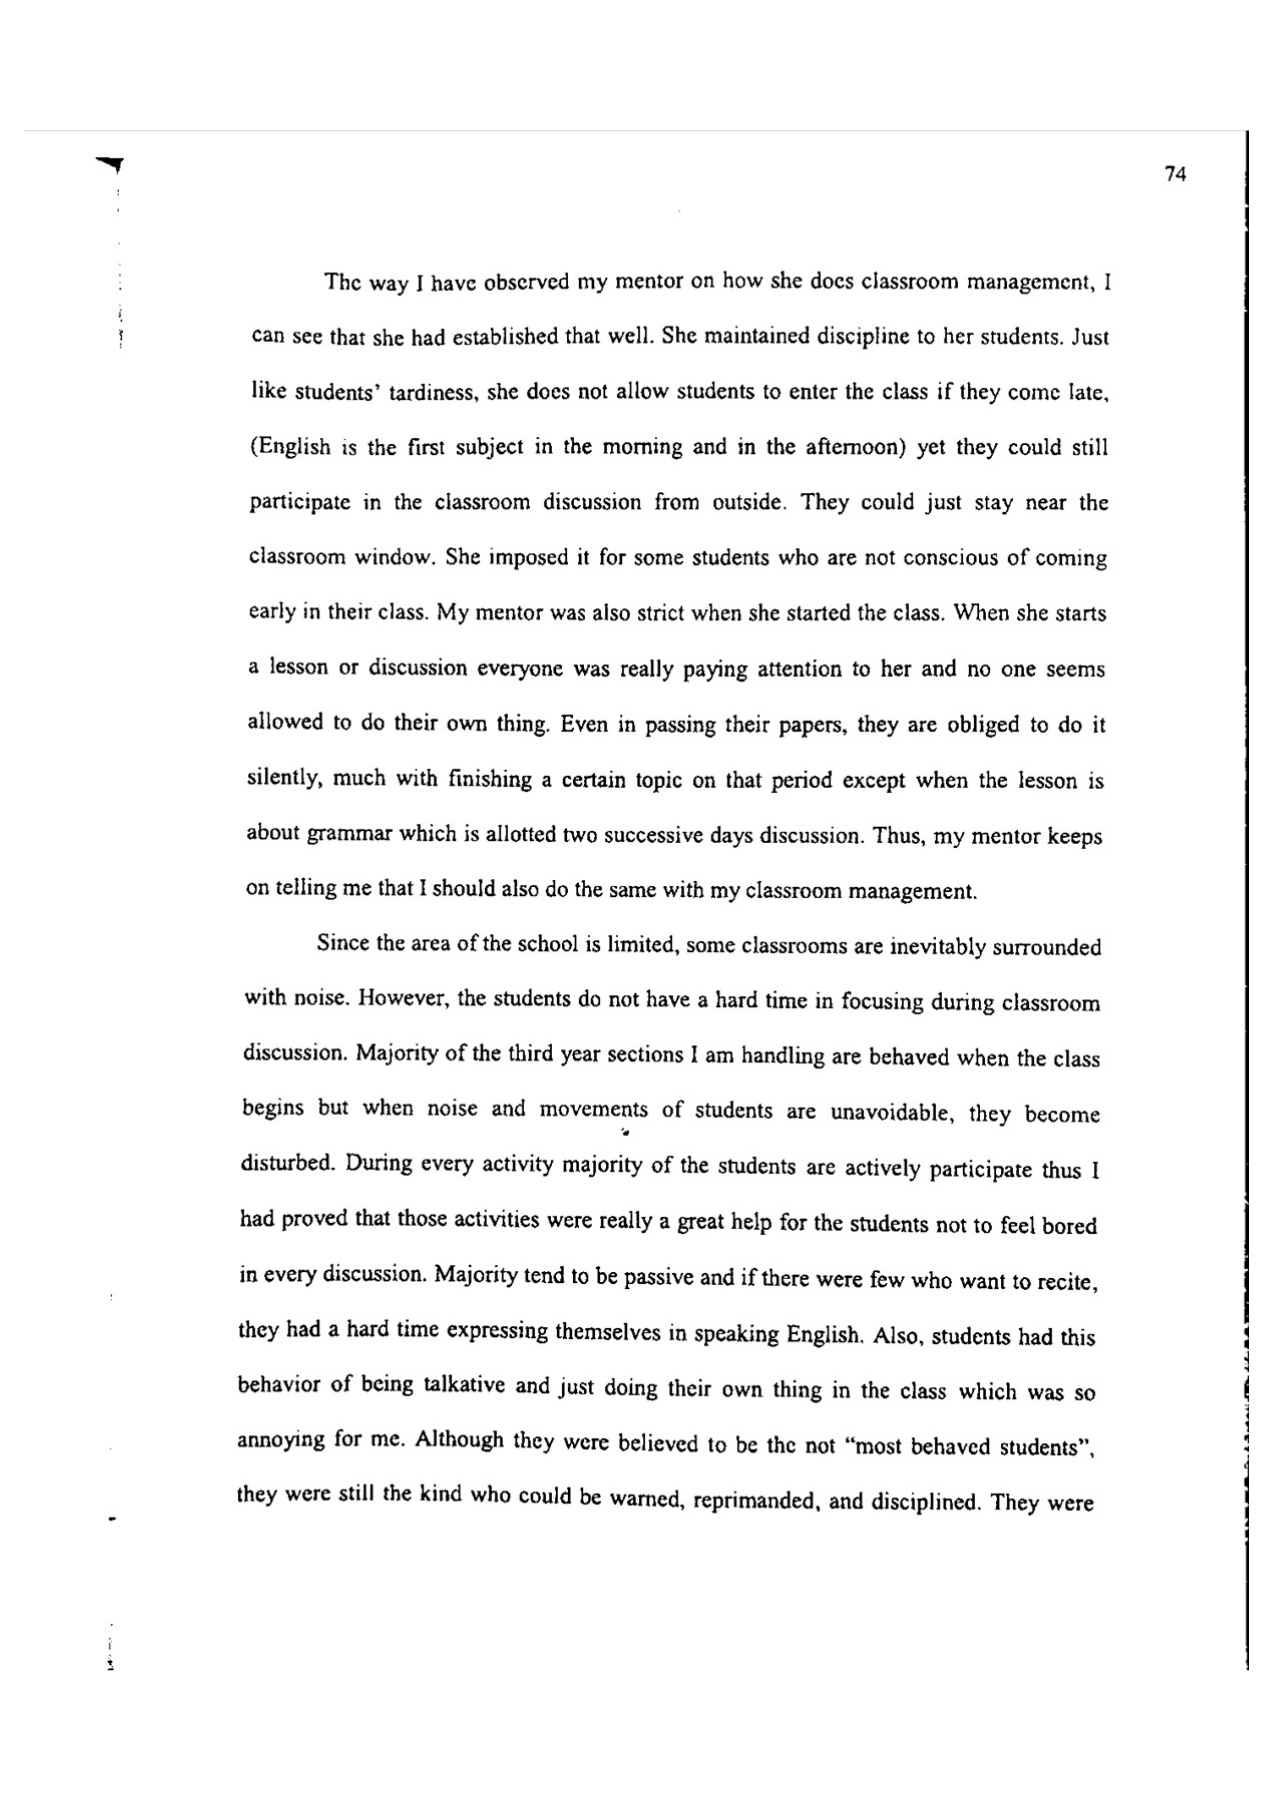 74
The way I have observed my mentor on how she does classroom management, I
can see that she had established that well. She maintained discipline to her students. Just
like students’ tardiness, she does not allow students to enter the class if they come late,
(English is the first subject in the morning and in the afternoon) yet they could still
participate in the classroom discussion from outside. They could just stay near the
classroom window. She imposed it for some students who are not conscious of coming
early in their class. My mentor was also strict when she started the class. When she starts
a lesson or discussion everyone was really paying attention to her and no one seems
allowed to do their own thing. Even in passing their papers, they are obliged to do it
silently, much with finishing a certain topic on that period except when the lesson is
about grammar which is allotted two successive days discussion. Thus, my mentor keeps
on telling me that I should also do the same with my classroom management.
Since the area of the school is limited, some classrooms are inevitably surrounded
with noise. However, the students do not have a hard time in focusing during classroom
discussion. Majority of the third year sections I am handling are behaved when the class
begins but when noise and movements of students are unavoidable, they become
disturbed. During every activity majority of the students are actively participate thus I
had proved that those activities were really a great help for the students not to feel bored
in every discussion. Majority tend to be passive and if there were few who want to recite,
they had a hard time expressing themselves in speaking English. Also, students had this
behavior of being talkative and just doing their own thing in the class which was so
annoying for me. Although they were believed to be the not “most behaved students”,
they were still the kind who could be warned, reprimanded, and disciplined. They were